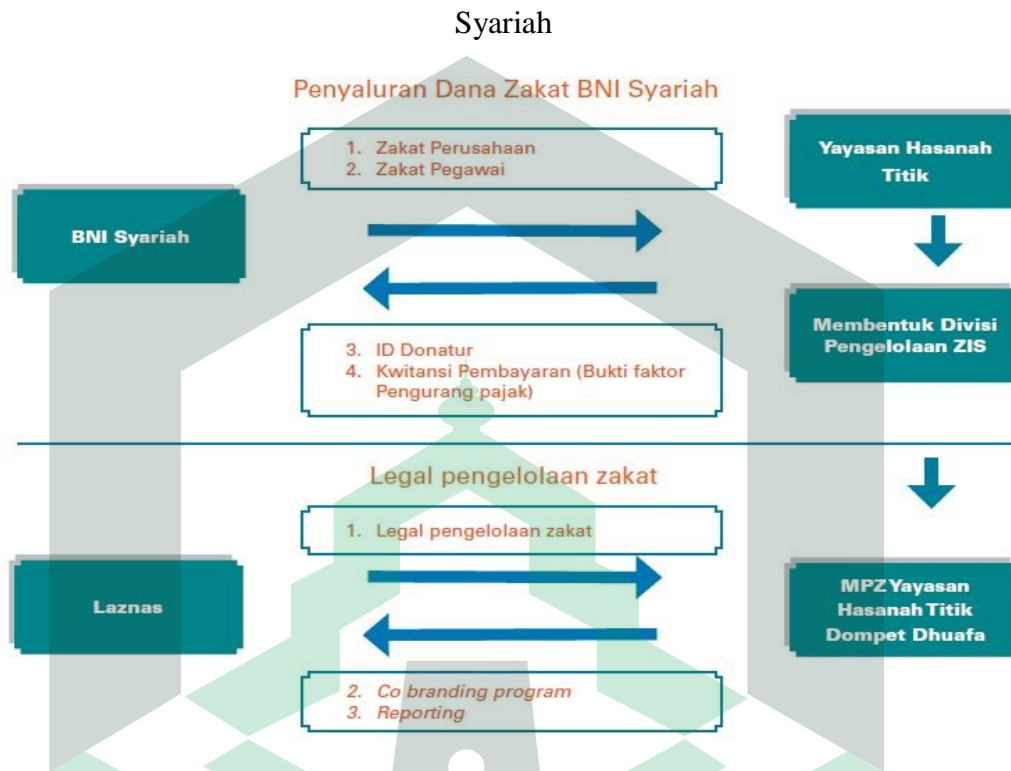 Syariah
Penyaluran Dana Zakat BNI Syariah
1. Zakat Perusahaan
2. Zakat Pegawai
Yayasan Hasanah
Titik
BNI Syariah
Membentuk Divisi
Pengelolaan ZIS
3. ID Donatur
4. Kwitansi Pembayaran (Bukti faktor
Pengurang pajak)
Legal pengelolaan zakat
1. Legal pengelolaan zakat
Laznas
MPZ Yayasan
Hasanah Titik
Dompet Dhuafa
2. Co branding program
3. Reporting